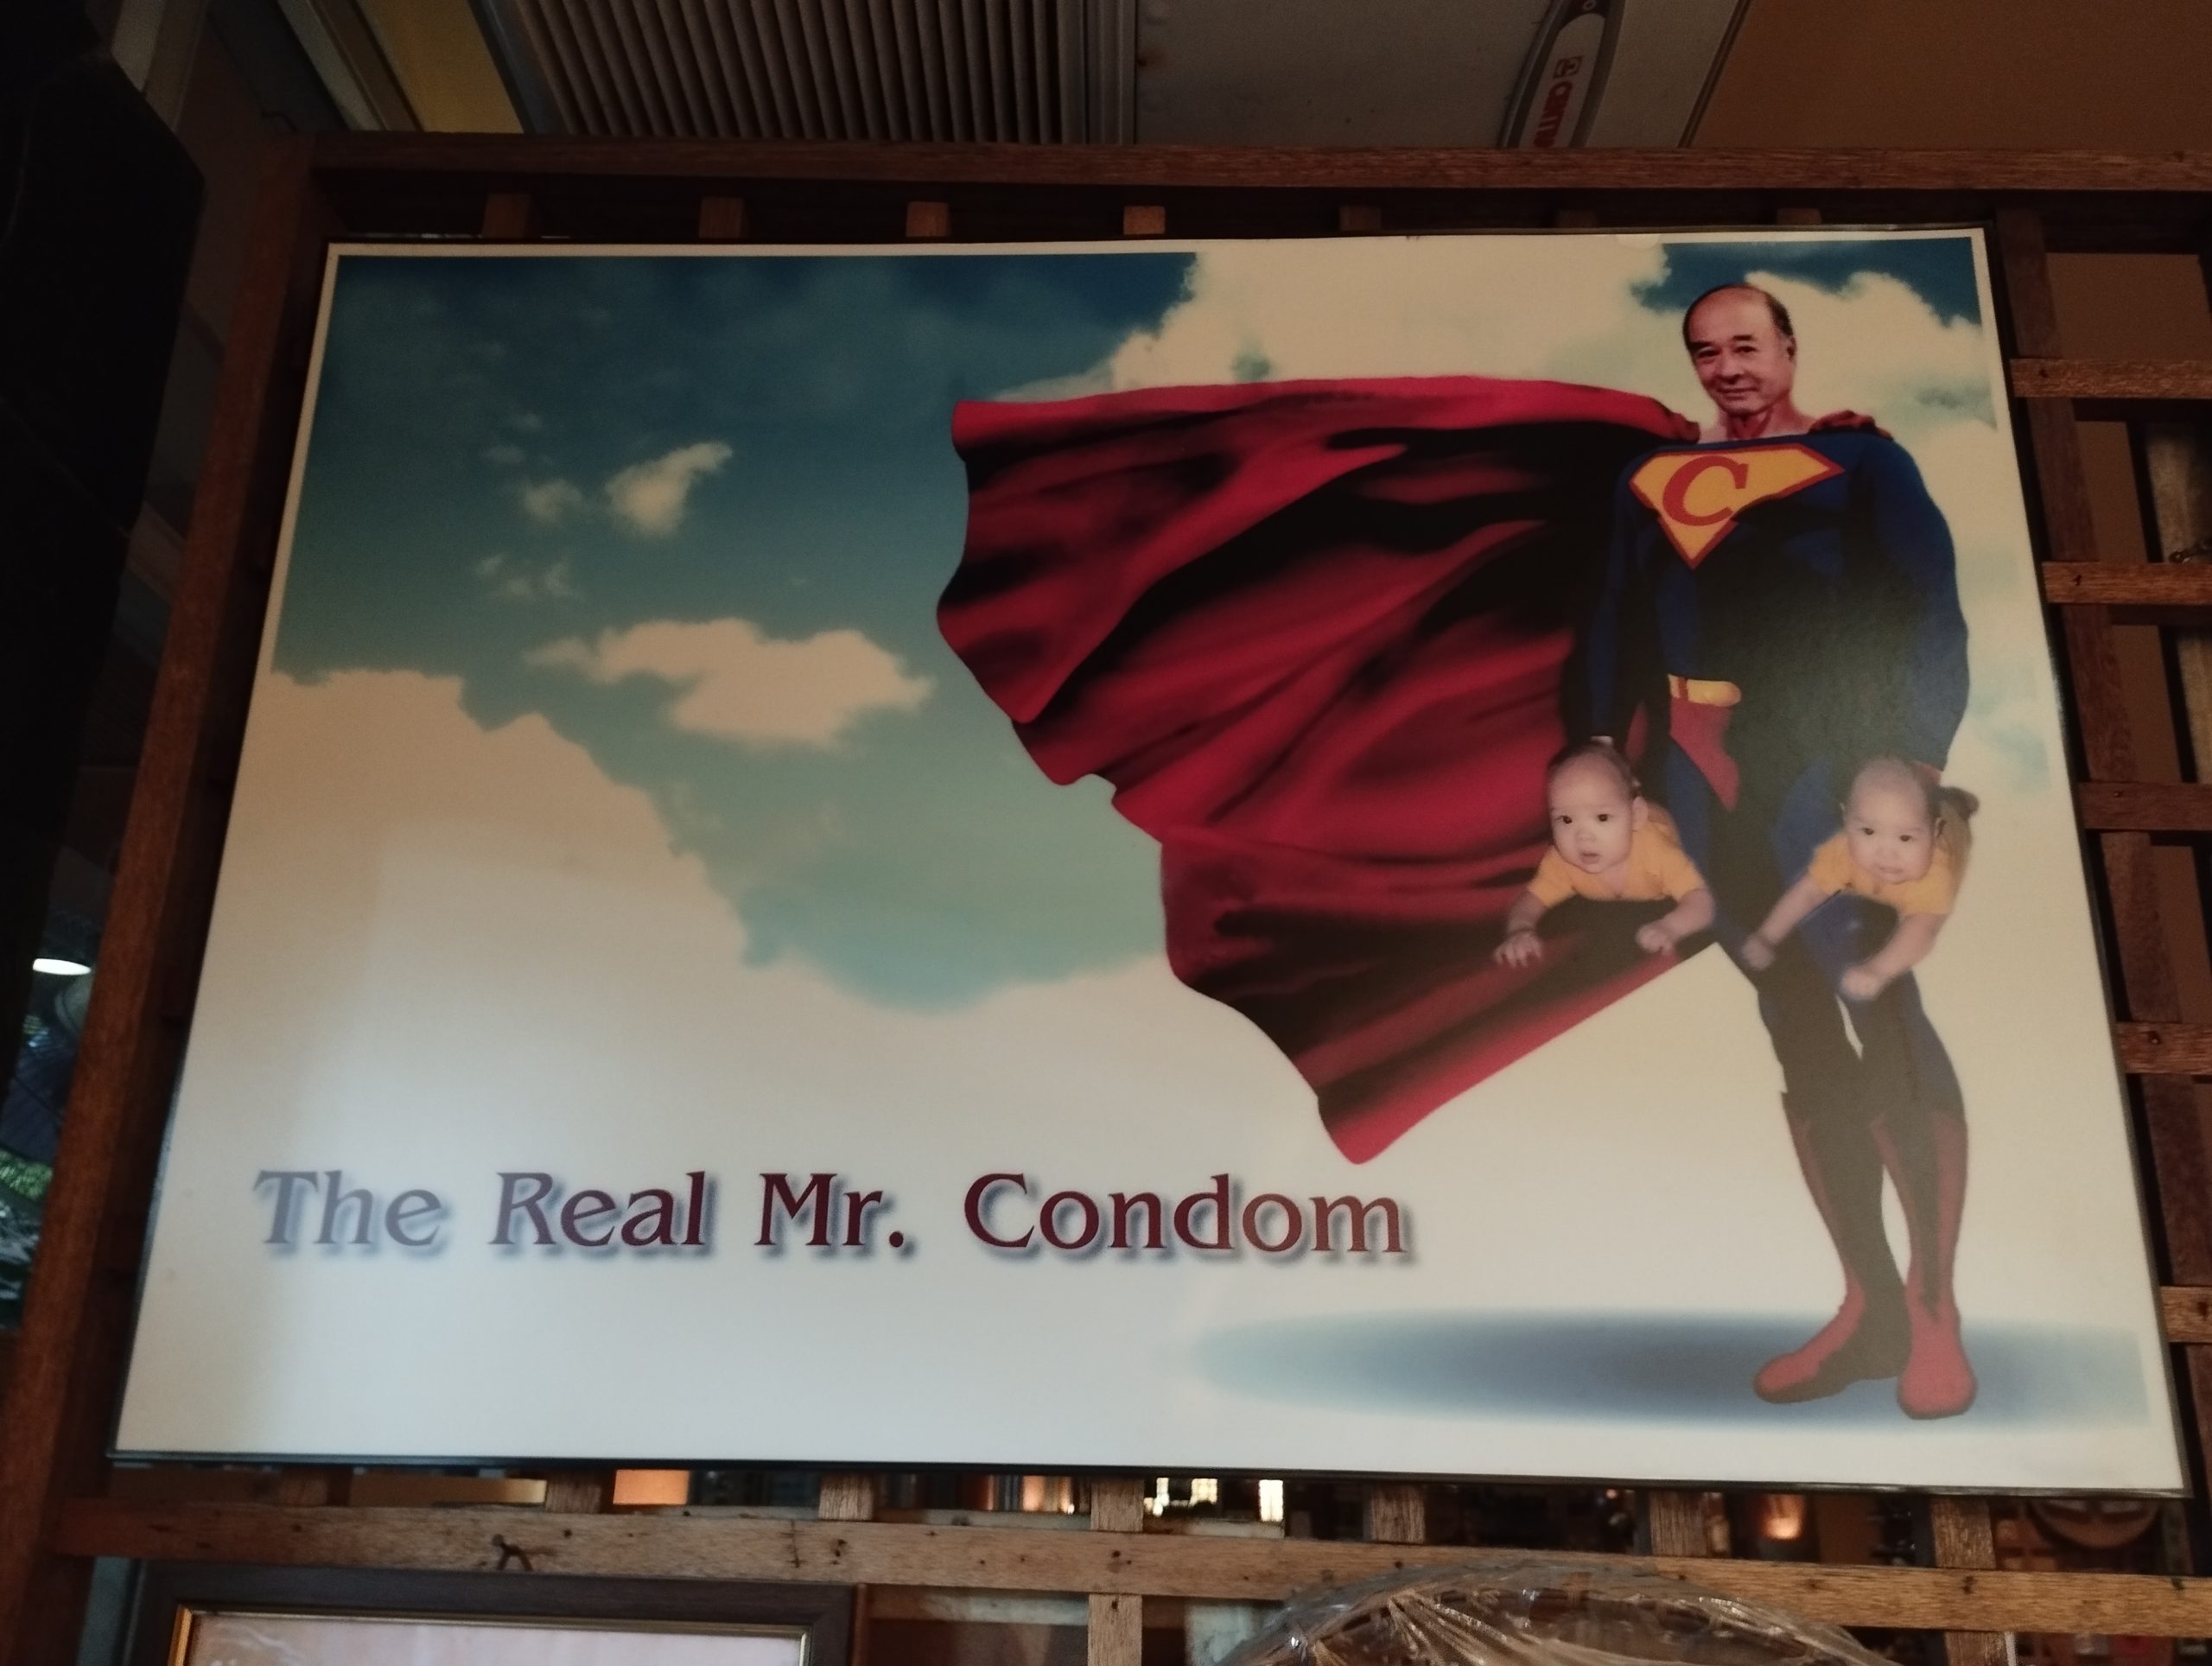 C
The Real Mr. Condom